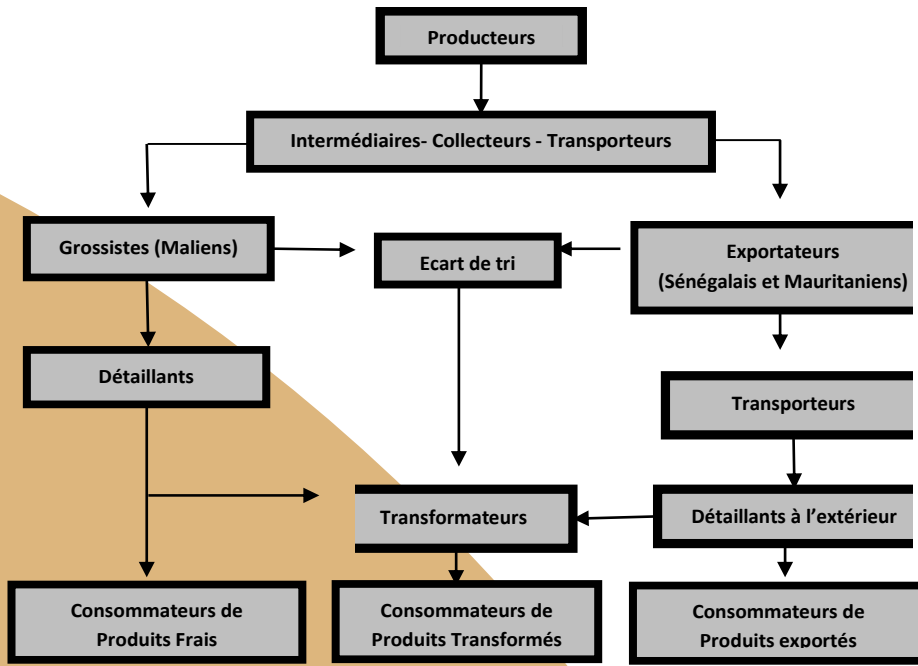 Producteurs
Intermédiaires- Collecteurs - Transporteurs
Grossistes (Maliens)
Ecart de tri
Exportateurs
(Sénégalais et Mauritaniens)
Détaillants
Transporteurs
Transformateurs
Détaillants à l’extérieur
Consommateurs de
Produits Frais
Consommateurs de
Produits Transformés
Consommateurs de
Produits exportés